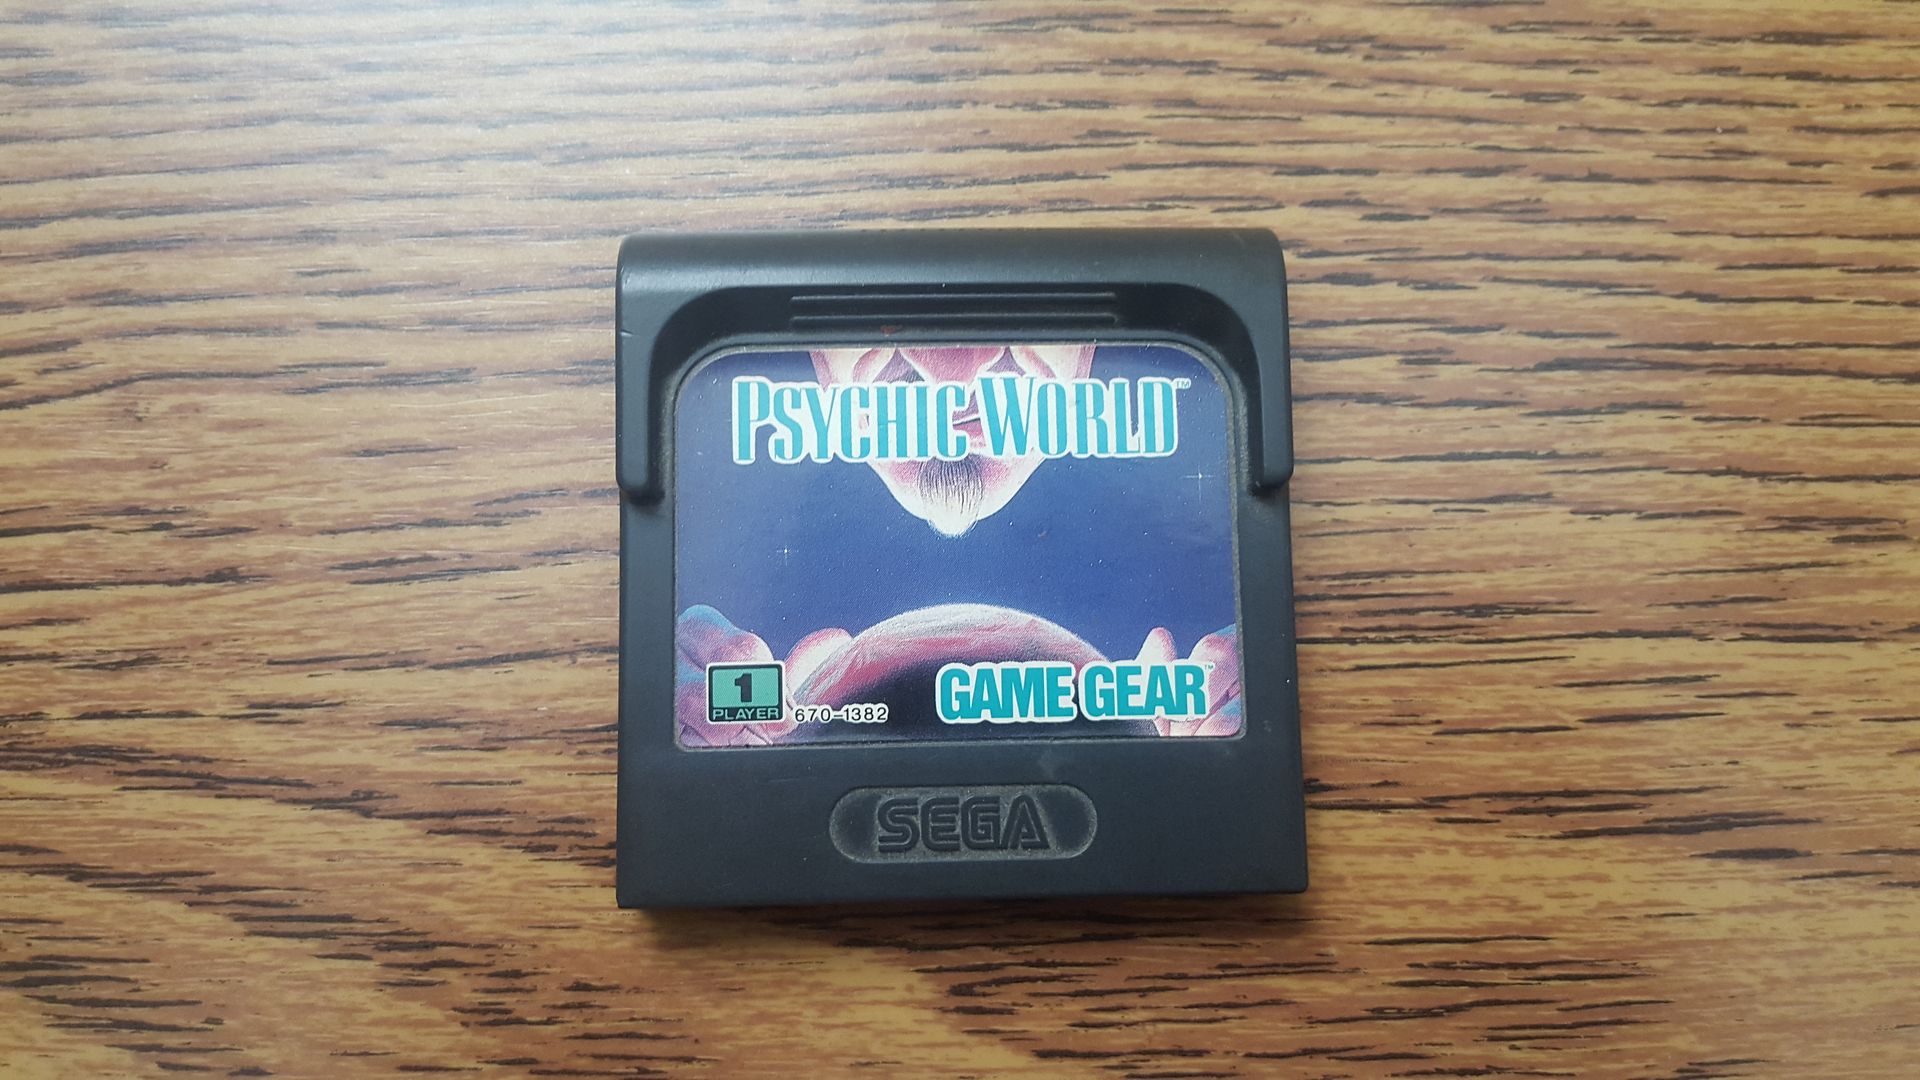 PSYCHIC WORLD™
1
PLAYER
670-1382
GAME GEAR™
SEGA